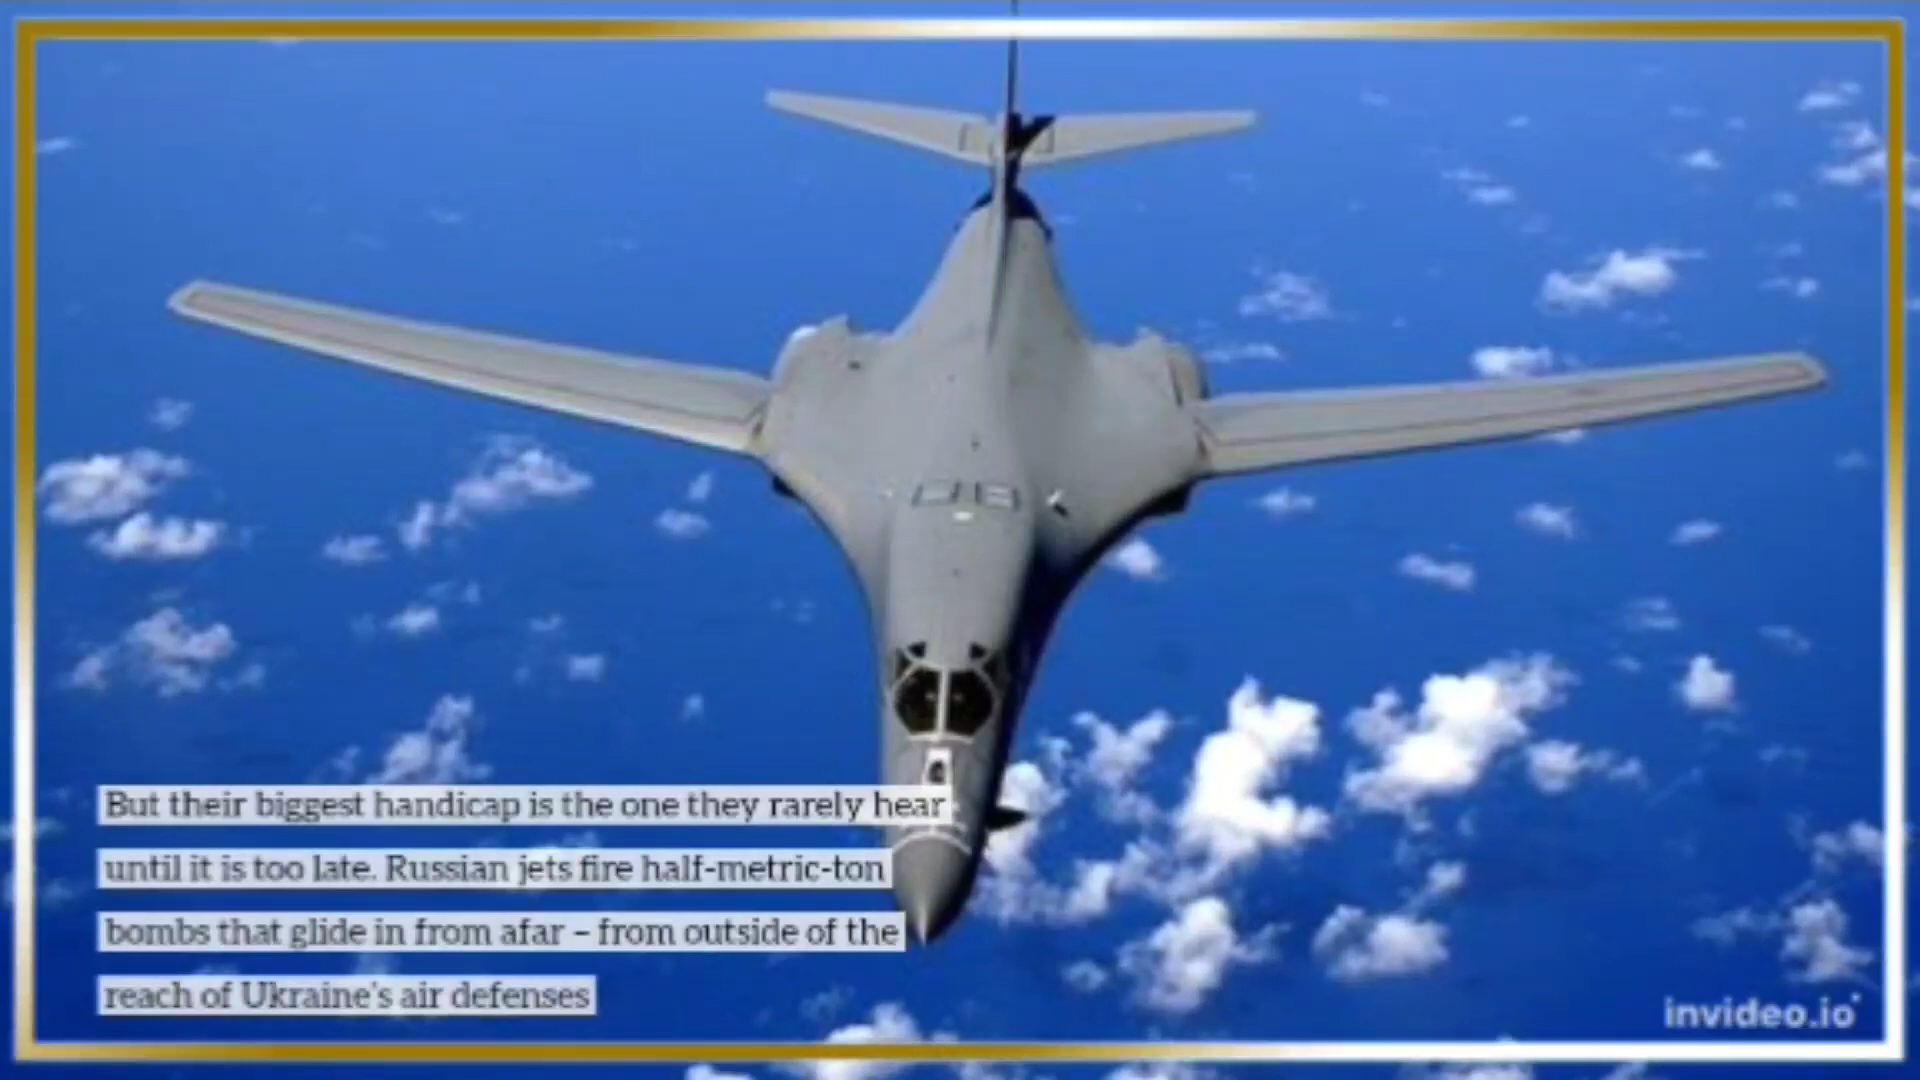 But their biggest handicap is the one they rarely hear
until it is too late. Russian jets fire half-metric-ton
bombs that glide in from afar – from outside of the
reach of Ukraine's air defenses
invideo.io